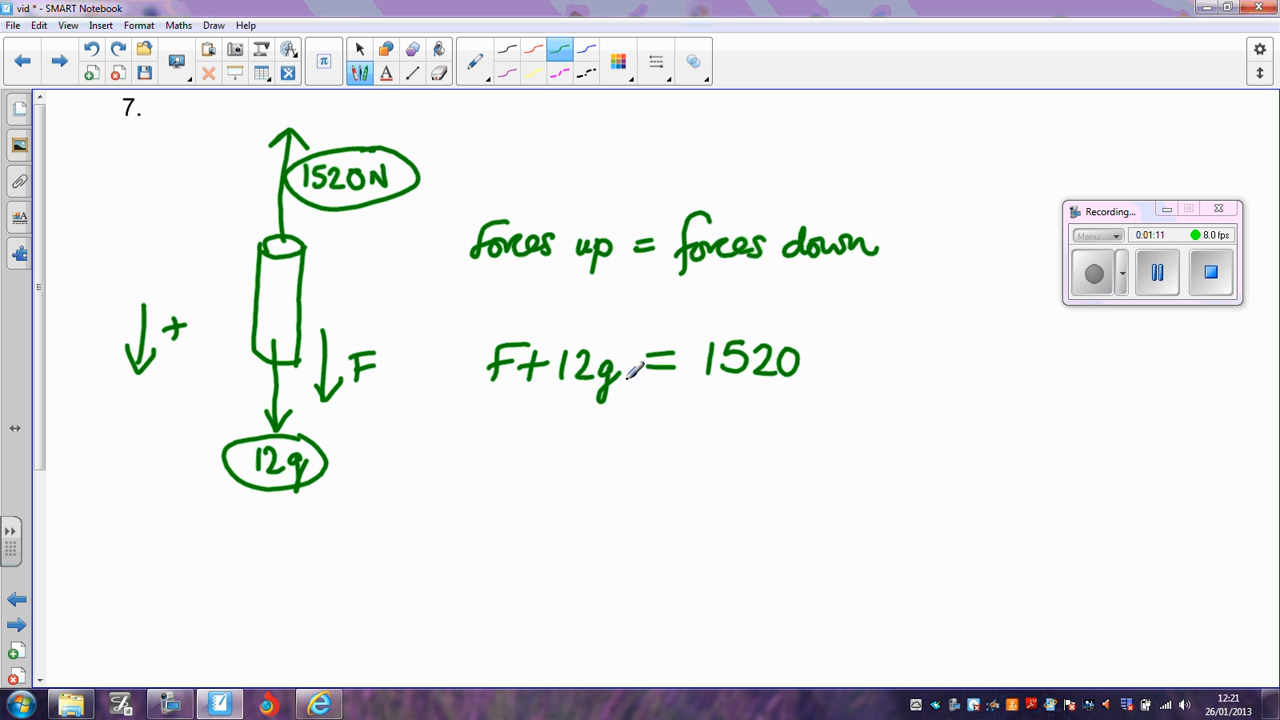 vid * - SMART Notebook
File Edit View Insert Format Maths Draw Help
7.
1520N
forces up = forces down
↓ +
F
F + 12g = 1520
12g
Recording...
Menu
0:01:11
8.0 fps
12:21
26/01/2013